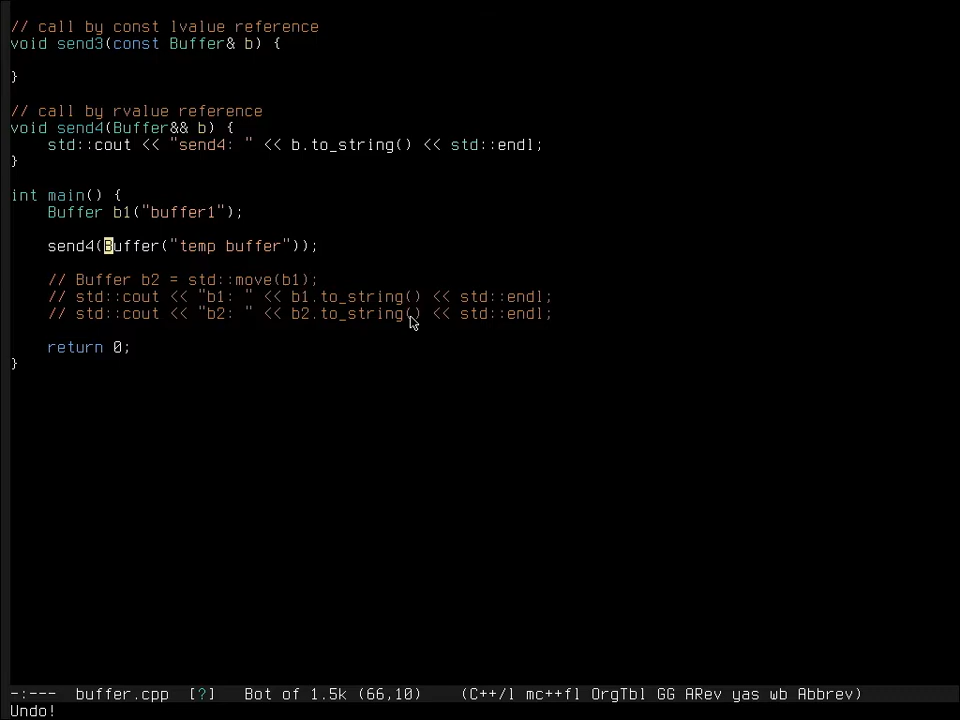 // call by const lvalue reference
void send3(const Buffer& b) {
}
// call by rvalue reference
void send4(Buffer&& b) {
    std::cout << "send4: " << b.to_string() << std::endl;
}
int main() {
    Buffer b1("buffer1");
    send4(Buffer("temp buffer"));
    // Buffer b2 = std::move(b1);
    // std::cout << "b1: " << b1.to_string() << std::endl;
    // std::cout << "b2: " << b2.to_string() << std::endl;
    return 0;
}
-:---  buffer.cpp  [?]   Bot of 1.5k (66,10)    (C++/l mc++fl OrgTbl GG ARev yas wb Abbrev)
Undo!